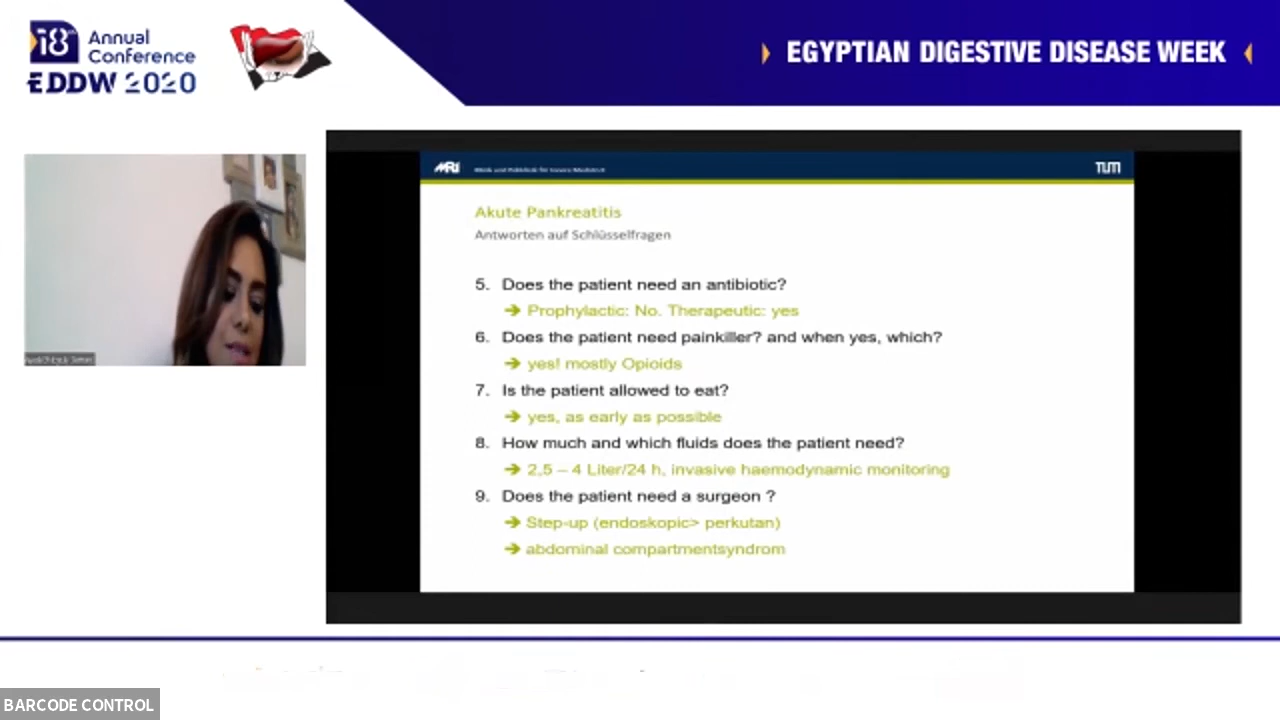 18th Annual
Conference
EDDW 2020
EGYPTIAN DIGESTIVE DISEASE WEEK
MRI
TUM
Akute Pankreatitis
Antworten auf Schlüsselfragen
5. Does the patient need an antibiotic?
➔ Prophylactic: No. Therapeutic: yes
6. Does the patient need painkiller? and when yes, which?
➔ yes! mostly Opioids
7. Is the patient allowed to eat?
➔ yes, as early as possible
8. How much and which fluids does the patient need?
➔ 2,5 – 4 Liter/24 h, invasive haemodynamic monitoring
9. Does the patient need a surgeon ?
➔ Step-up (endoskopic> perkutan)
➔ abdominal compartmentsyndrom
BARCODE CONTROL